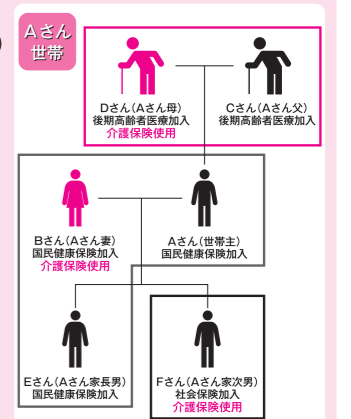 Aさん
世帯
Dさん(Aさん母)
後期高齢者医療加入
介護保険使用
Cさん(Aさん父)
後期高齢者医療加入
Bさん(Aさん妻)
国民健康保険加入
介護保険使用
Aさん(世帯主)
国民健康保険加入
Eさん(Aさん家長男)
国民健康保険加入
Fさん(Aさん家次男)
社会保険加入
介護保険使用